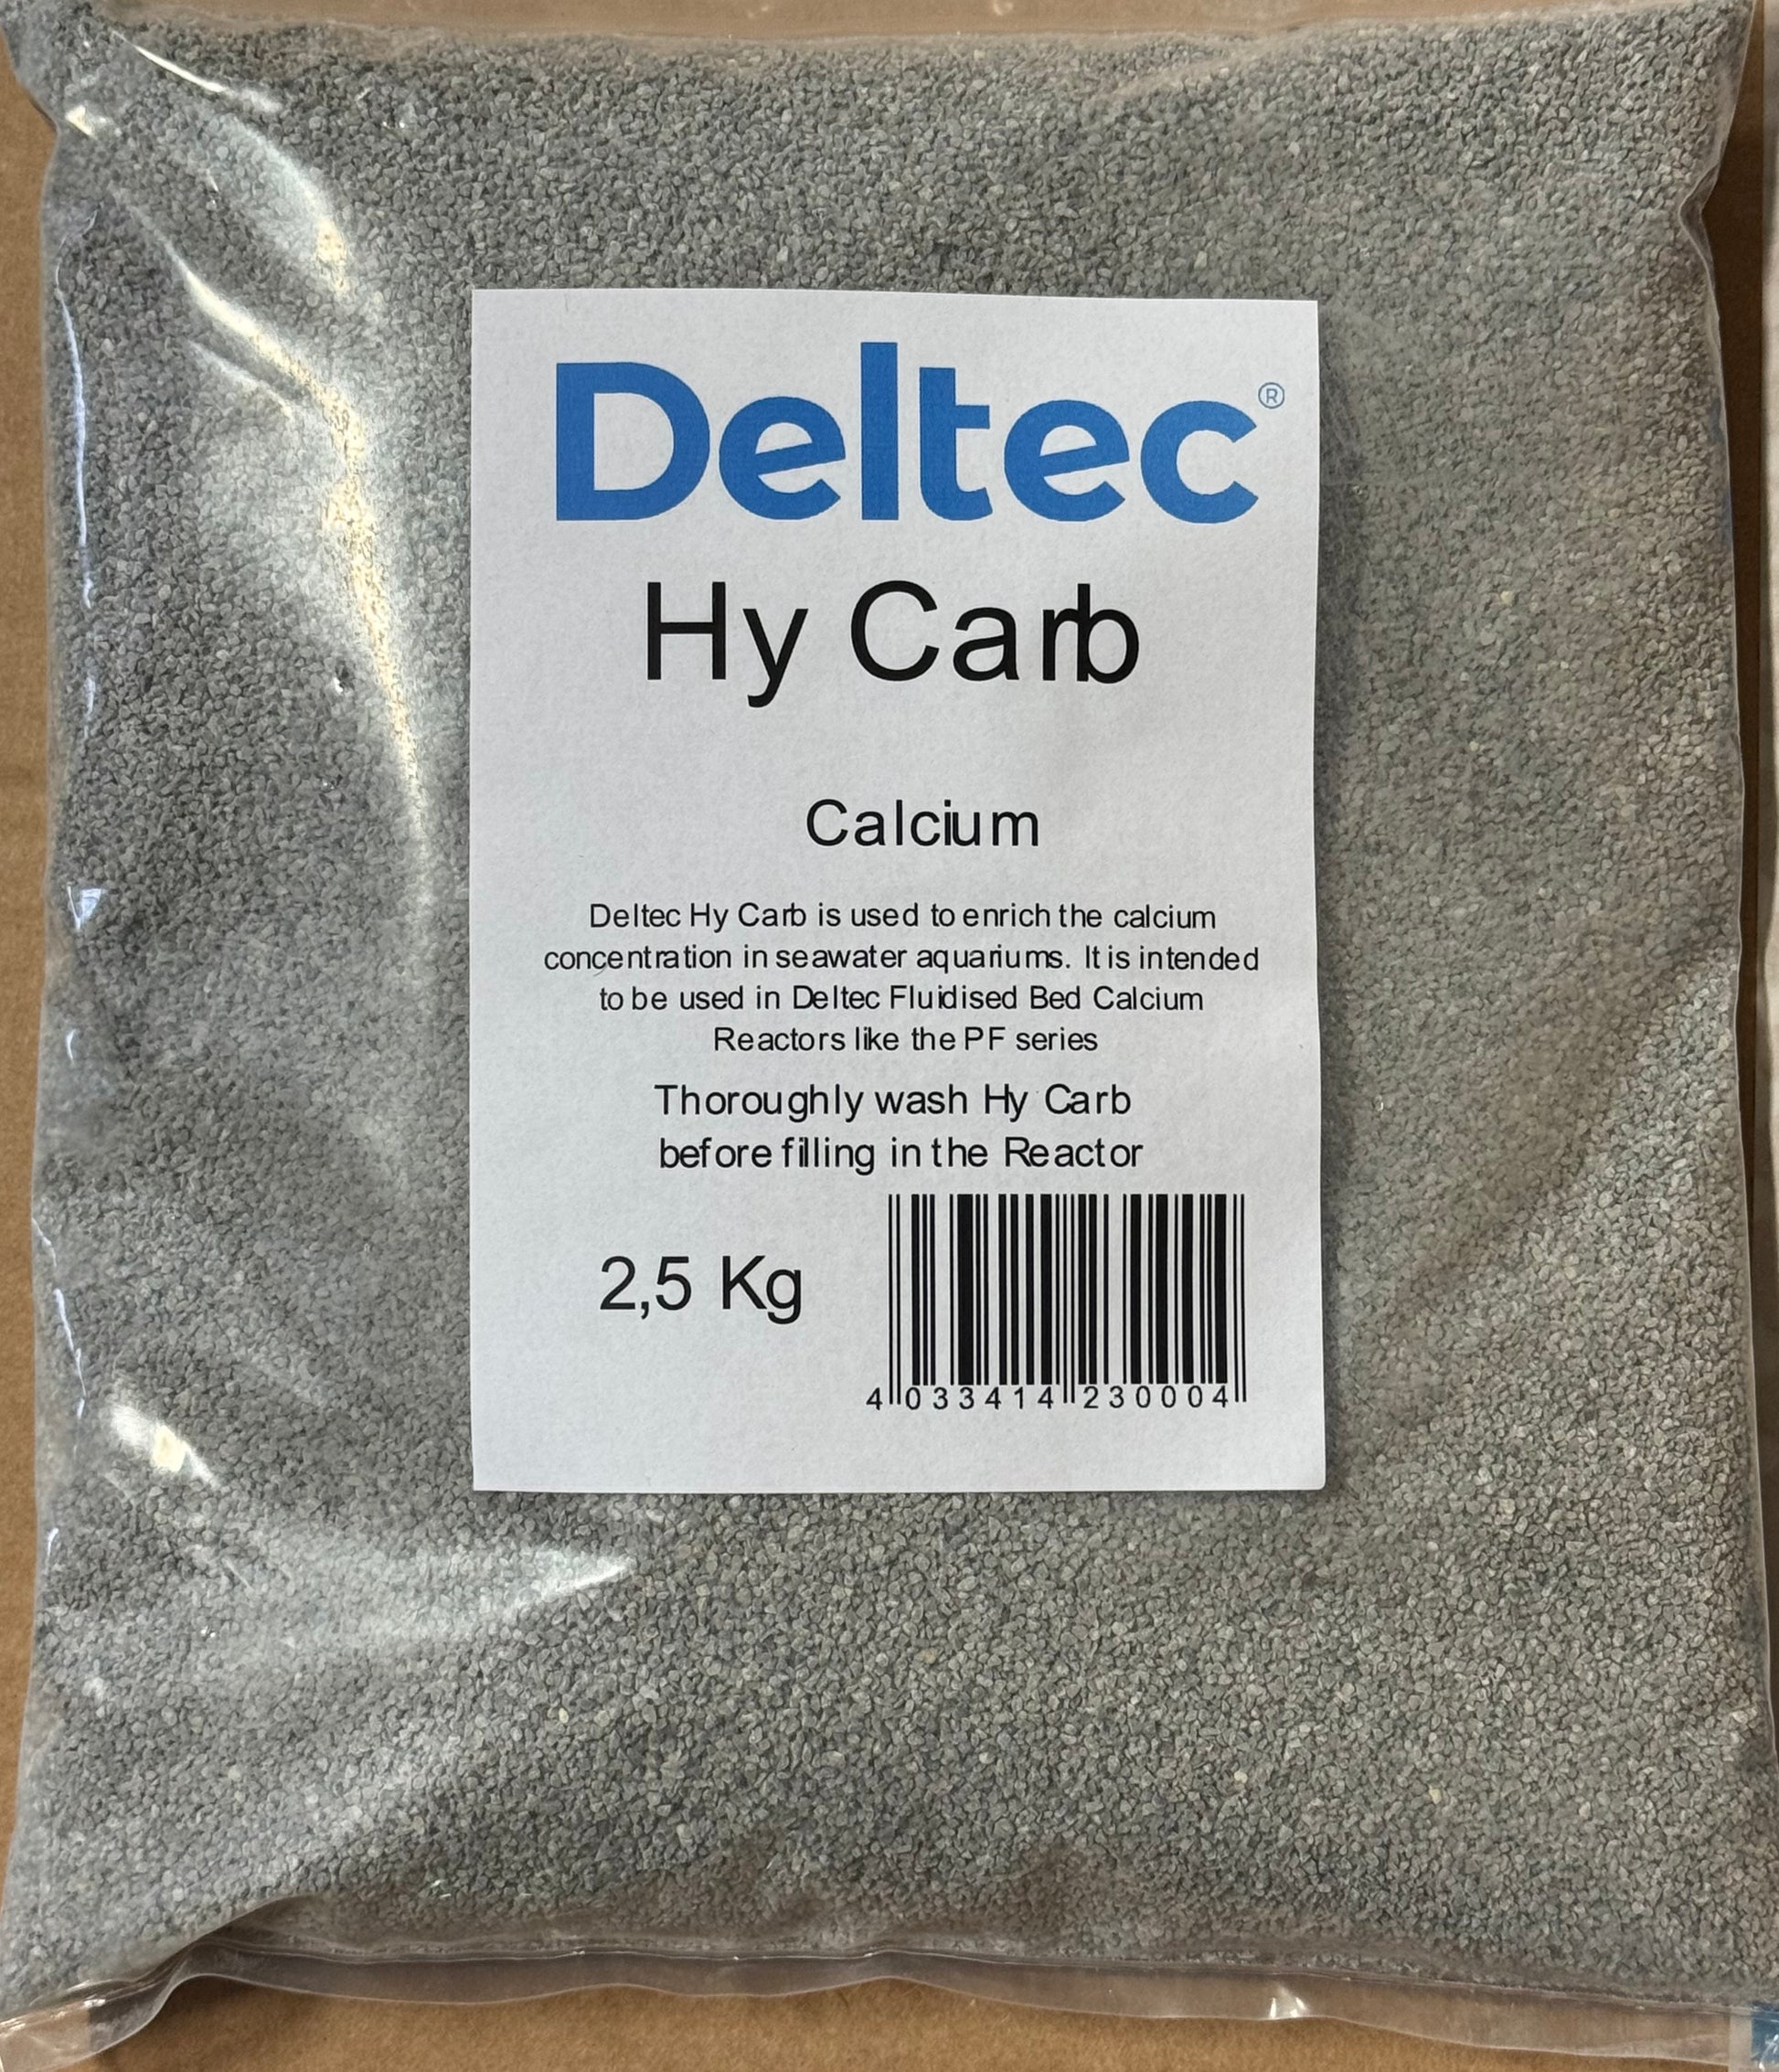 Deltec®
Hy Carb
Calcium
Deltec Hy Carb is used to enrich the calcium
concentration in seawater aquariums. It is intended
to be used in Deltec Fluidised Bed Calcium
Reactors like the PF series
Thoroughly wash Hy Carb
before filling in the Reactor
2,5 Kg
4 033414 230004